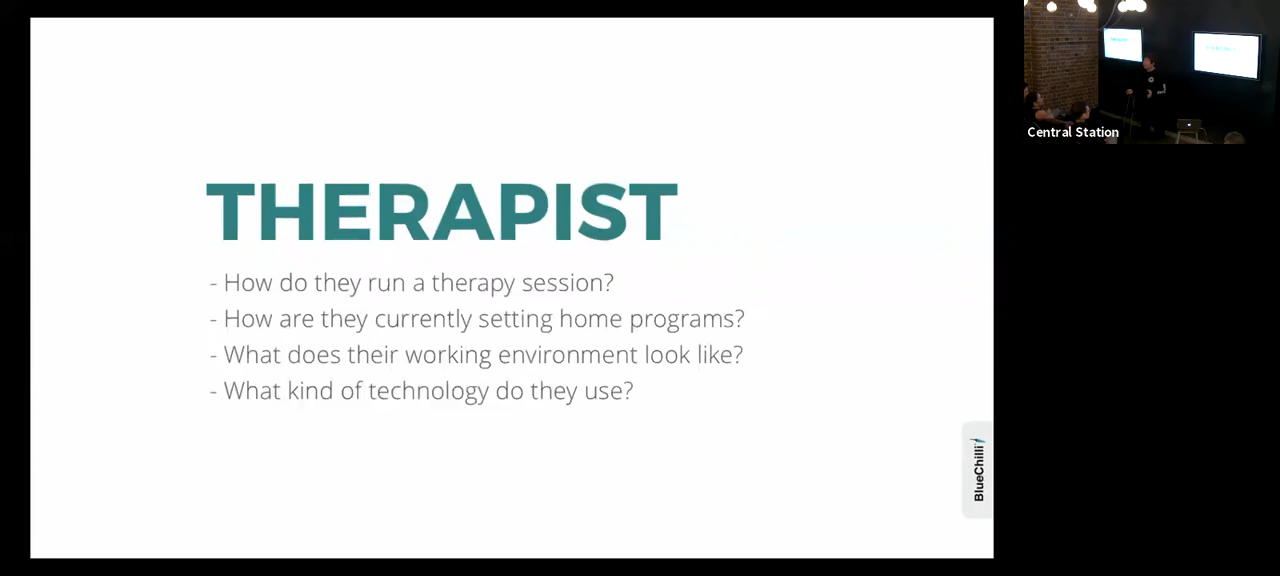 THERAPIST
- How do they run a therapy session?
- How are they currently setting home programs?
- What does their working environment look like?
- What kind of technology do they use?
BlueChilli
Central Station